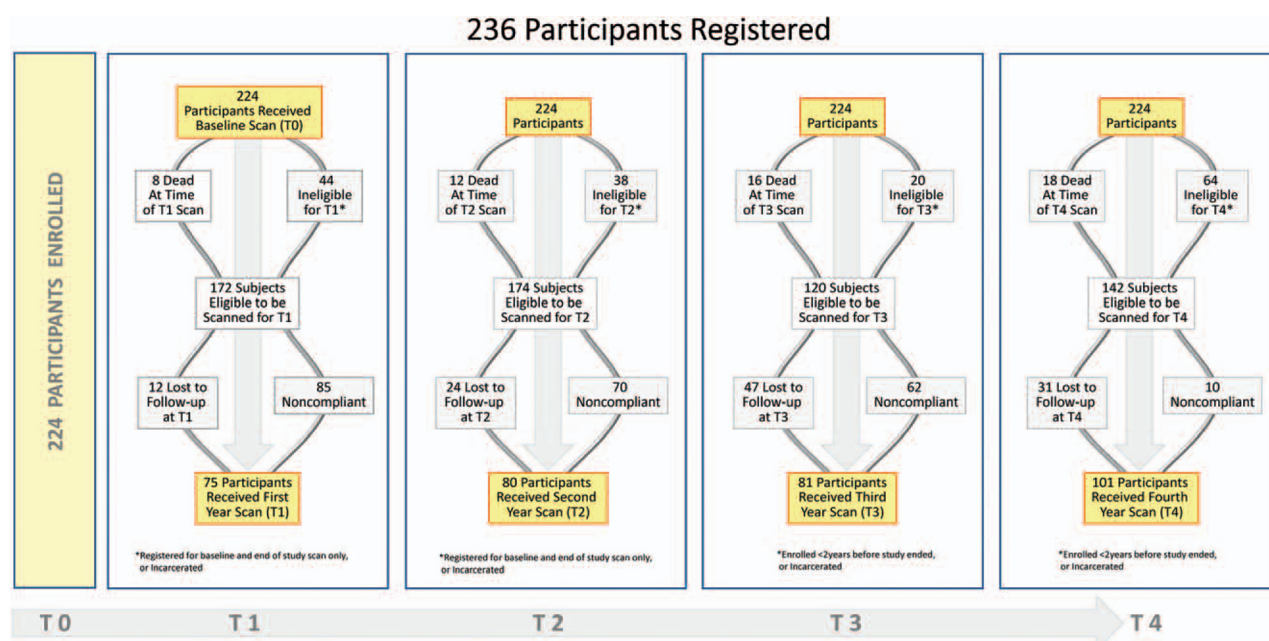 236 Participants Registered
224 PARTICIPANTS ENROLLED
224
Participants Received
Baseline Scan (T0)
8 Dead
At Time
of T1 Scan
44
Ineligible
for T1*
172 Subjects
Eligible to be
Scanned for T1
12 Lost to
Follow-up
at T1
85
Noncompliant
75 Participants
Received First
Year Scan (T1)
*Registered for baseline and end of study scan only,
or Incarcerated
224
Participants
12 Dead
At Time
of T2 Scan
38
Ineligible
for T2*
174 Subjects
Eligible to be
Scanned for T2
24 Lost to
Follow-up
at T2
70
Noncompliant
80 Participants
Received Second
Year Scan (T2)
*Registered for baseline and end of study scan only,
or Incarcerated
224
Participants
16 Dead
At Time
of T3 Scan
20
Ineligible
for T3*
120 Subjects
Eligible to be
Scanned for T3
47 Lost to
Follow-up
at T3
62
Noncompliant
81 Participants
Received Third
Year Scan (T3)
*Enrolled <2years before study ended,
or Incarcerated
224
Participants
18 Dead
At Time
of T4 Scan
64
Ineligible
for T4*
142 Subjects
Eligible to be
Scanned for T4
31 Lost to
Follow-up
at T4
10
Noncompliant
101 Participants
Received Fourth
Year Scan (T4)
*Enrolled <2years before study ended,
or Incarcerated
T 0
T 1
T 2
T 3
T 4